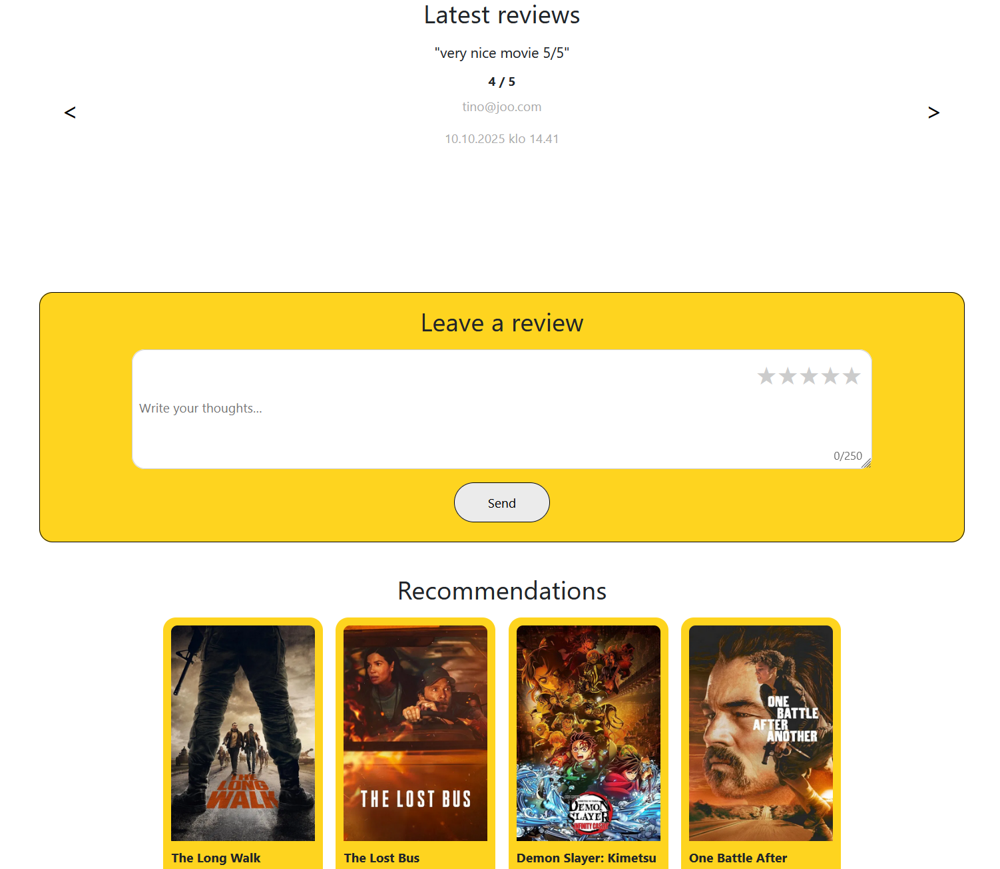 Latest reviews
"very nice movie 5/5"
4 / 5
tino@joo.com
10.10.2025 klo 14.41
<
>
Leave a review
★★★★★
Write your thoughts...
0/250
Send
Recommendations
THE
LONG
WALK
THE LOST BUS
DEMON
SLAYER
INFINITY CASTLE
ONE
BATTLE
AFTER
ANOTHER
The Long Walk
The Lost Bus
Demon Slayer: Kimetsu
One Battle After